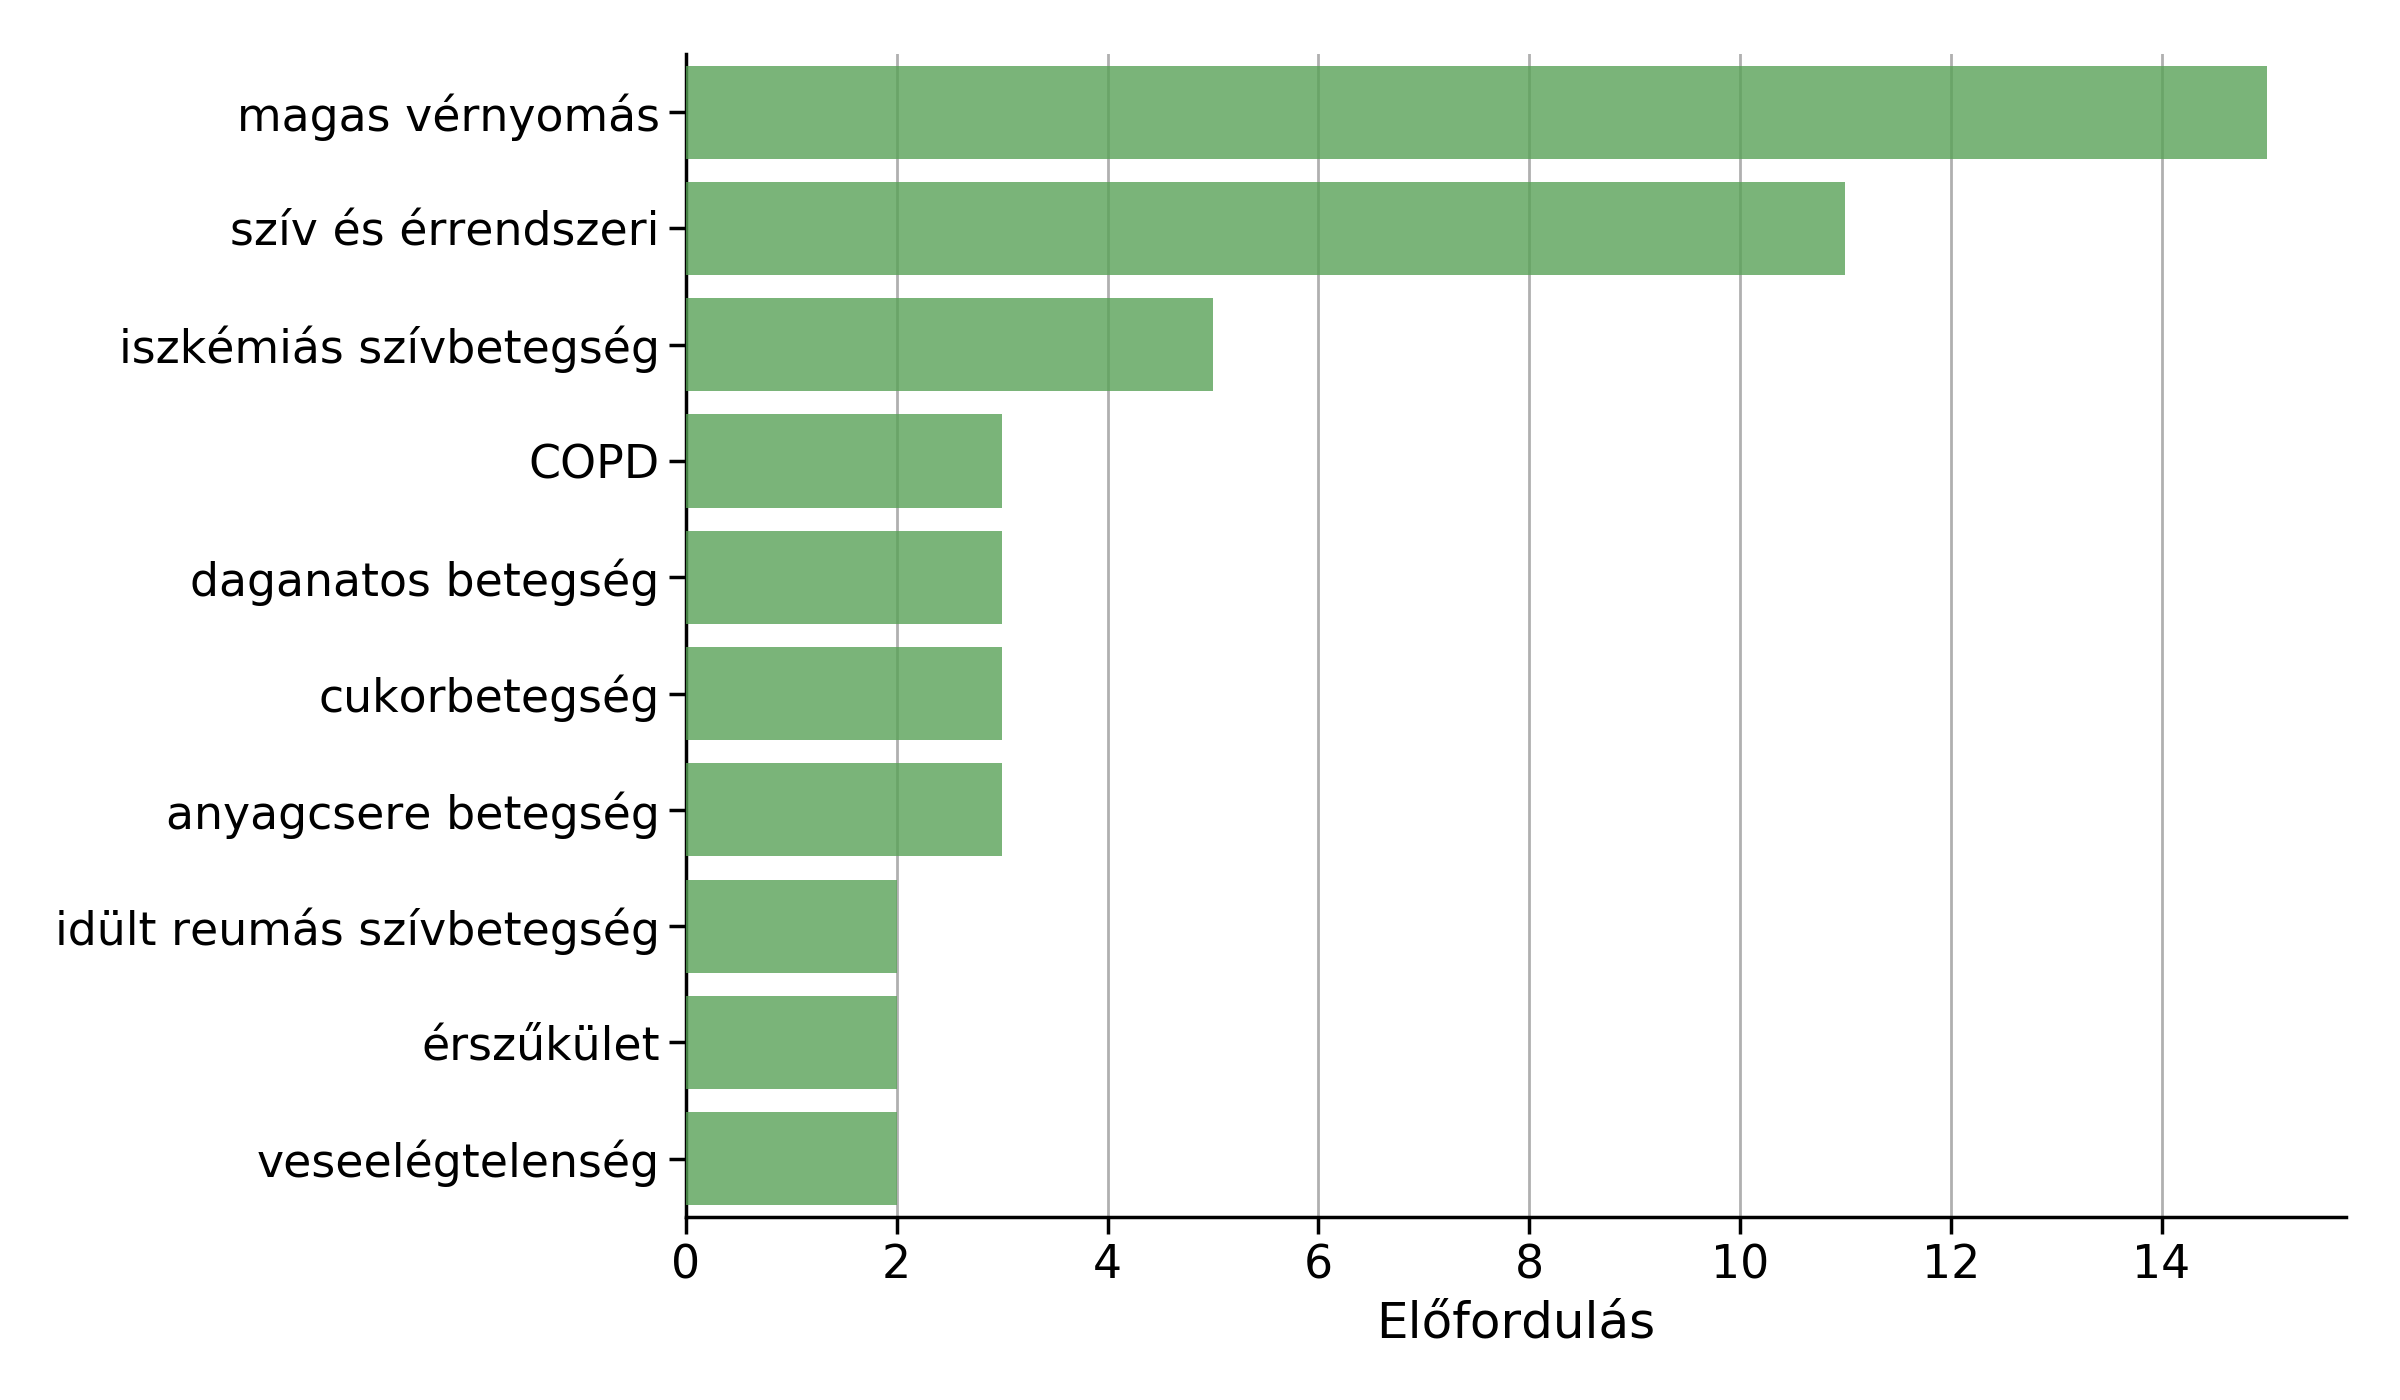 magas vérnyomás
szív és érrendszeri
iszkémiás szívbetegség
COPD
daganatos betegség
cukorbetegség
anyagcsere betegség
idült reumás szívbetegség
érszűkület
veseelégtelenség
0 2 4 6 8 10 12 14
Előfordulás